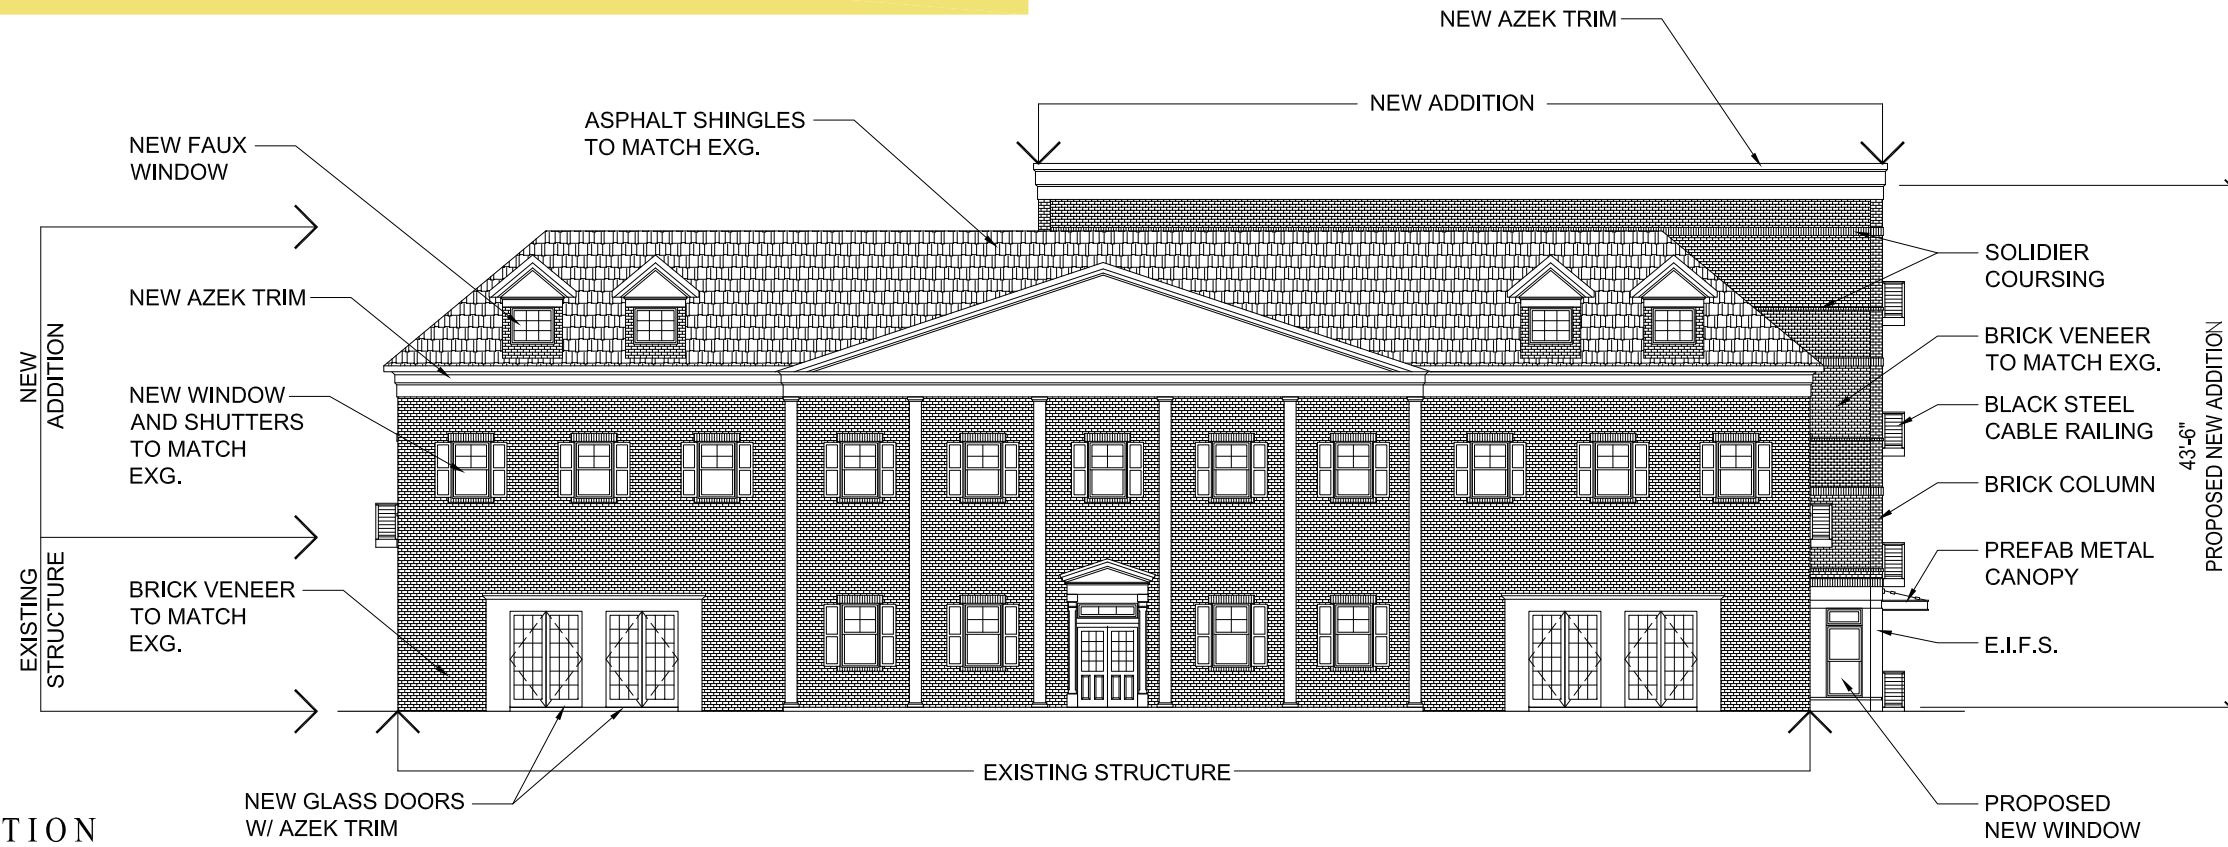 NEW AZEK TRIM
NEW ADDITION
ASPHALT SHINGLES
TO MATCH EXG.
NEW FAUX
WINDOW
NEW AZEK TRIM
NEW WINDOW
AND SHUTTERS
TO MATCH
EXG.
BRICK VENEER
TO MATCH
EXG.
NEW
ADDITION
EXISTING
STRUCTURE
SOLIDIER
COURSING
BRICK VENEER
TO MATCH EXG.
BLACK STEEL
CABLE RAILING
BRICK COLUMN
PREFAB METAL
CANOPY
E.I.F.S.
43'-6"
PROPOSED NEW ADDITION
EXISTING STRUCTURE
NEW GLASS DOORS
W/ AZEK TRIM
PROPOSED
NEW WINDOW
TION